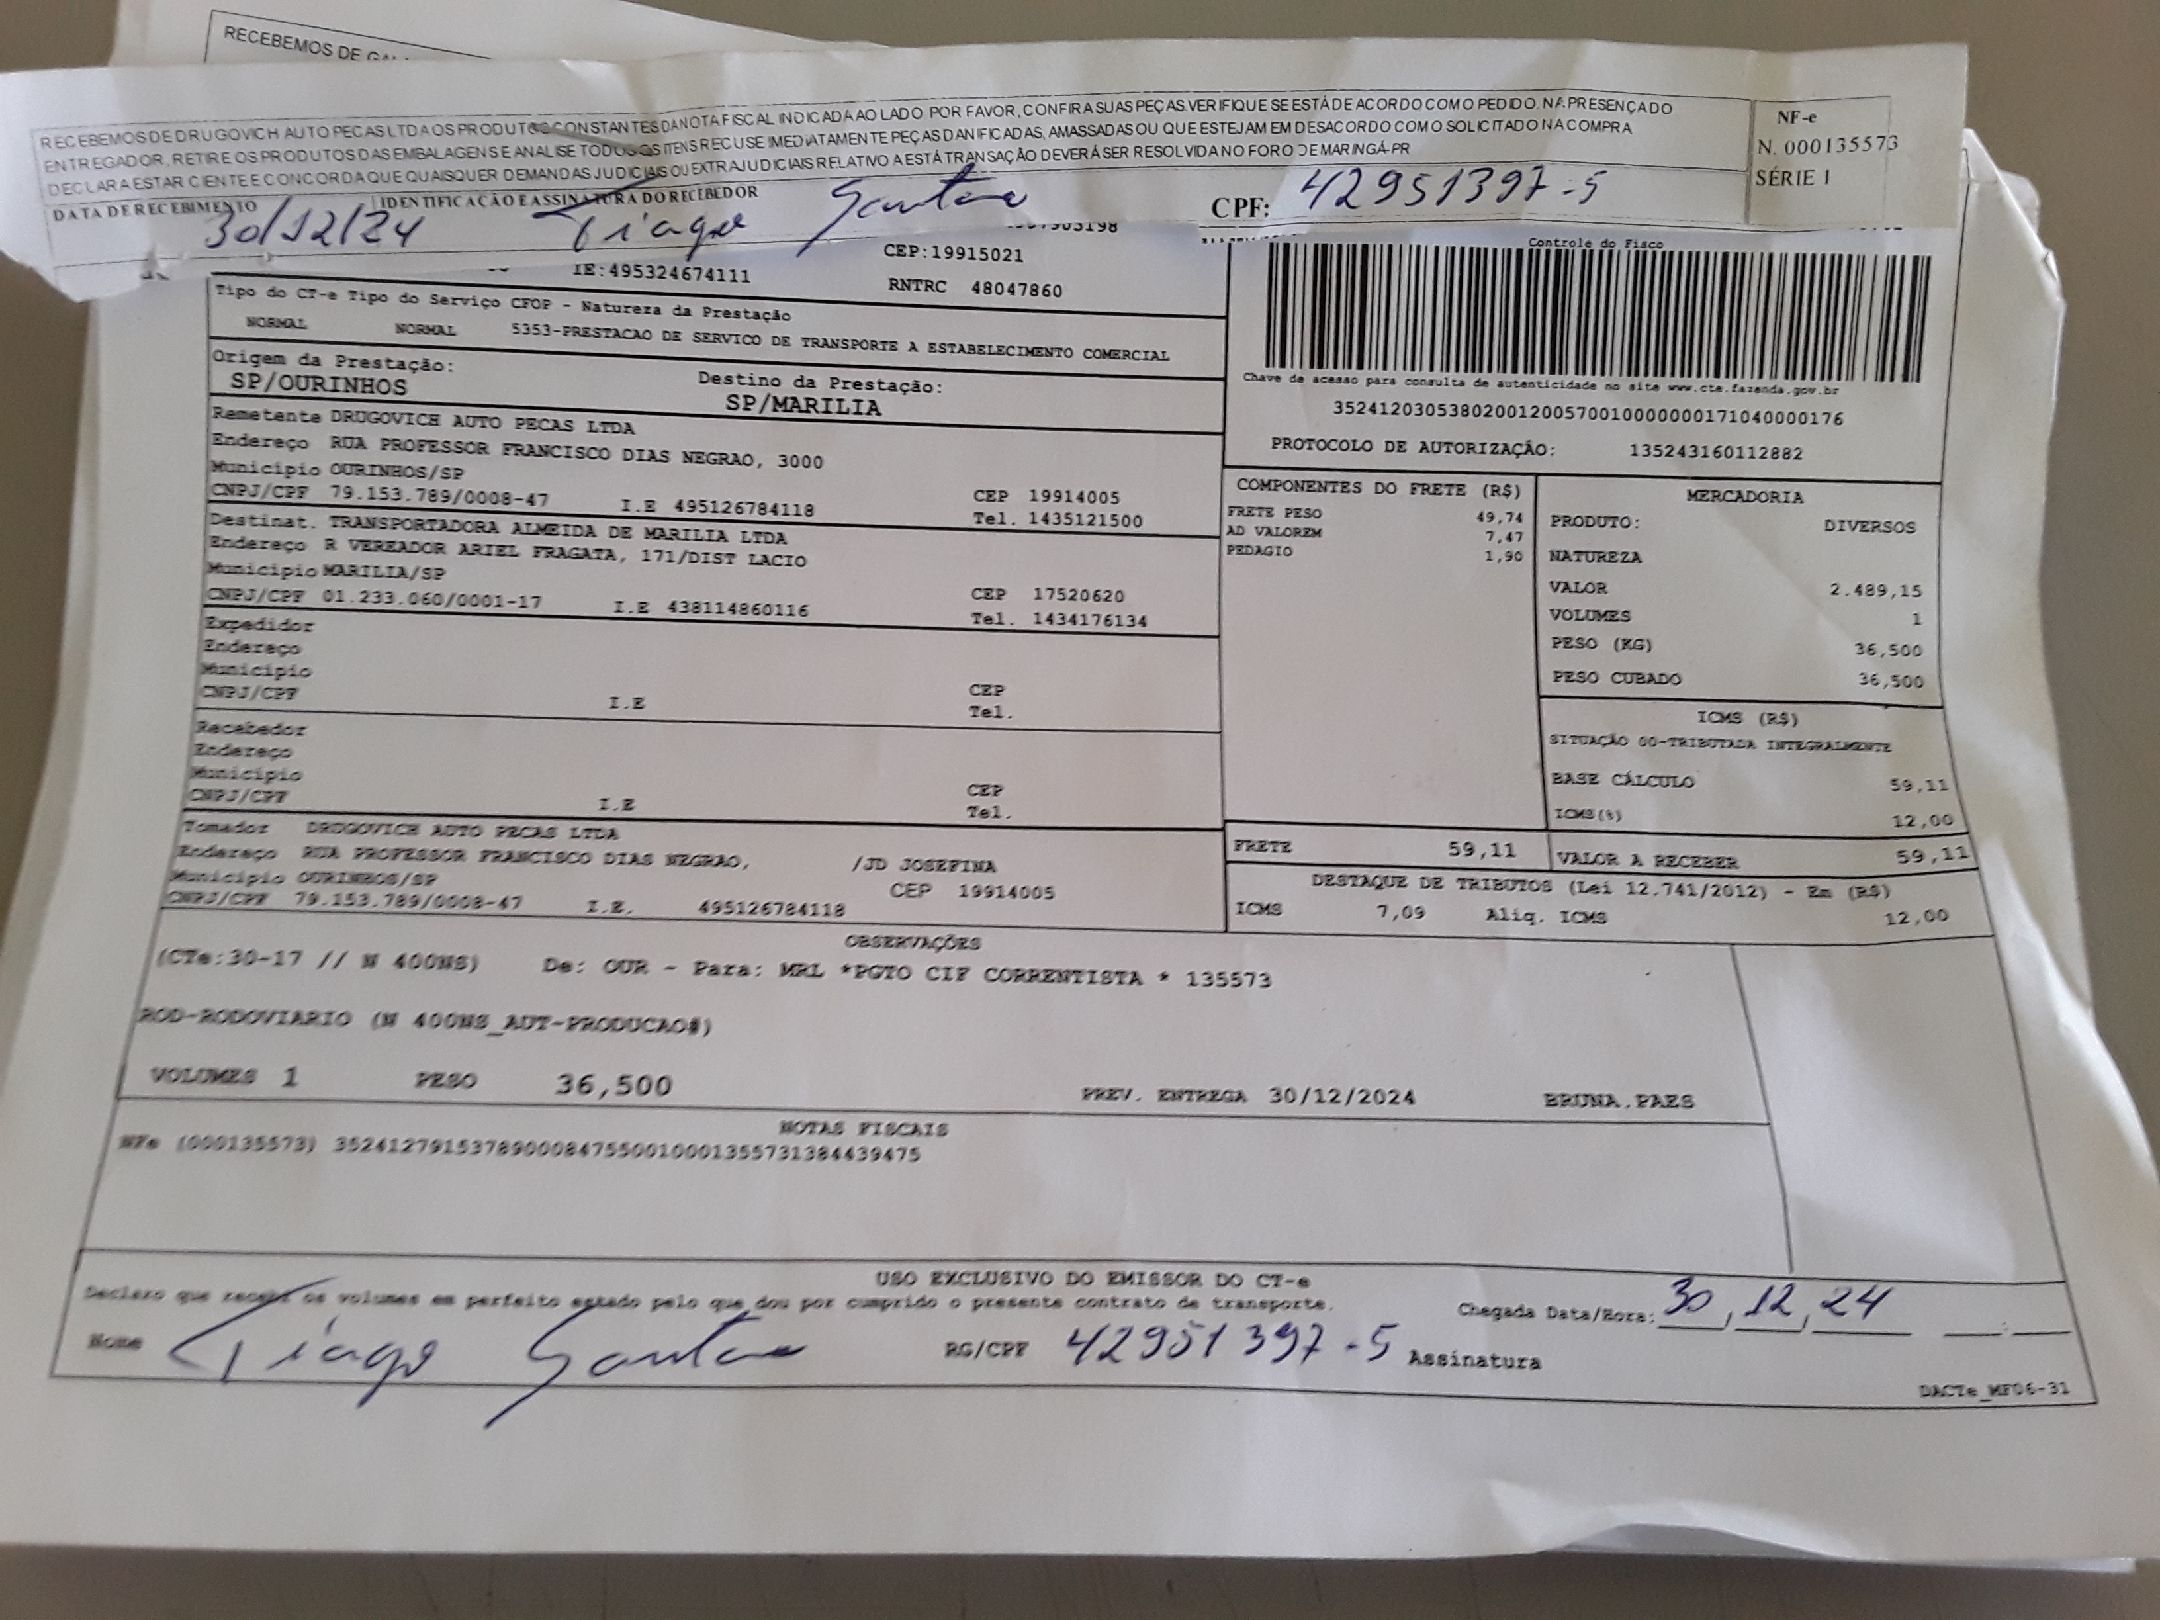 RECEBEMOS DE
RECEBEMOS DE DRUGOVICH AUTO PECAS LTDA OS PRODUTOS CONSTANTES DA NOTA FISCAL INDICADA AO LADO POR FAVOR, CONFIRA SUAS PEÇAS. VERIFIQUE SE ESTÁ DE ACORDO COM O PEDIDO. NA PRESENÇA DO
ENTREGADOR, RETIRE OS PRODUTOS DAS EMBALAGENS E ANALISE TODOS OS ITENS RECUSE IMEDIATAMENTE PEÇAS DANIFICADAS, AMASSADAS OU QUE ESTEJAM EM DESACORDO COM O SOLICITADO NA COMPRA
DECLARA ESTAR CIENTE E CONCORDA QUE QUAISQUER DEMANDAS JUDICIAIS OU EXTRAJUDICIAIS RELATIVO A ESTÁ TRANSAÇÃO DEVERÁ SER RESOLVIDA NO FORO DE MARINGÁ-PR
NF-e
N. 000135573
SÉRIE 1
DATA DE RECEBIMENTO IDENTIFICAÇÃO E ASSINATURA DO RECEBEDOR
30/12/24 Tiago Santos CPF: 42951397-5
CEP:19915021
IE:495324674111 RNTRC 48047860
Controle do Fisco
Tipo do CT-e Tipo do Serviço CFOP - Natureza da Prestação
NORMAL NORMAL 5353-PRESTACAO DE SERVICO DE TRANSPORTE A ESTABELECIMENTO COMERCIAL
Chave de acesso para consulta de autenticidade no site www.cte.fazenda.gov.br
35241203053802001200570010000000171040000176
PROTOCOLO DE AUTORIZAÇÃO: 135243160112882
Origem da Prestação: Destino da Prestação:
SP/OURINHOS SP/MARILIA
Remetente DRUGOVICH AUTO PECAS LTDA
Endereço RUA PROFESSOR FRANCISCO DIAS NEGRAO, 3000
Município OURINHOS/SP CEP 19914005
CNPJ/CPF 79.153.789/0008-47 I.E 495126784118 Tel. 1435121500
Destinat. TRANSPORTADORA ALMEIDA DE MARILIA LTDA
Endereço R VEREADOR ARIEL FRAGATA, 171/DIST LACIO
Município MARILIA/SP CEP 17520620
CNPJ/CPF 01.233.060/0001-17 I.E 438114860116 Tel. 1434176134
Expedidor
Endereço
Município CEP
CNPJ/CPF I.E Tel.
Recebedor
Endereço
Município CEP
CNPJ/CPF I.E Tel.
Tomador DRUGOVICH AUTO PECAS LTDA
Endereço RUA PROFESSOR FRANCISCO DIAS NEGRAO, /JD JOSEFINA
Município OURINHOS/SP CEP 19914005
CNPJ/CPF 79.153.789/0008-47 I.E. 495126784118
COMPONENTES DO FRETE (R$)
FRETE PESO 49,74
AD VALOREM 7,47
PEDAGIO 1,90
MERCADORIA
PRODUTO: DIVERSOS
NATUREZA
VALOR 2.489,15
VOLUMES 1
PESO (KG) 36,500
PESO CUBADO 36,500
ICMS (R$)
SITUAÇÃO 00-TRIBUTADA INTEGRALMENTE
BASE CÁLCULO 59,11
ICMS(%) 12,00
FRETE 59,11 VALOR A RECEBER 59,11
DESTAQUE DE TRIBUTOS (Lei 12.741/2012) - Em (R$)
ICMS 7,09 Aliq. ICMS 12,00
OBSERVAÇÕES
(CTe:30-17 // N 400NS) De: OUR - Para: MRL *PGTO CIF CORRENTISTA * 135573
ROD-RODOVIARIO (N 400NS_AUT-PRODUCAO#)
VOLUMES 1 PESO 36,500 PREV. ENTREGA 30/12/2024 BRUNA.PAES
NOTAS FISCAIS
NFe (000135573) 35241279153789000847550010001355731384439475
USO EXCLUSIVO DO EMISSOR DO CT-e
Declaro que recebi os volumes em perfeito estado pelo que dou por cumprido o presente contrato de transporte. Chegada Data/Hora: 30, 12, 24
Nome Tiago Santos RG/CPF 42951397-5 Assinatura
DACTe_MF06-31